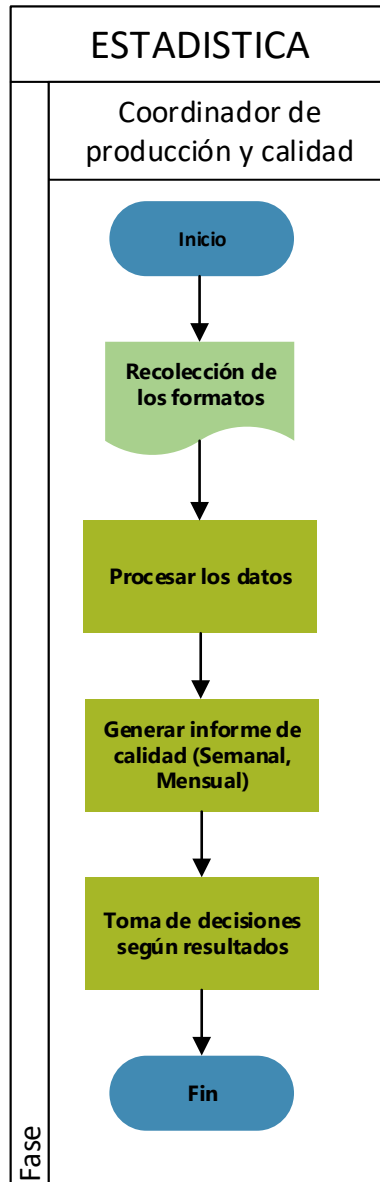 ESTADISTICA
Coordinador de
producción y calidad
Inicio
Recolección de
los formatos
Procesar los datos
Generar informe de
calidad (Semanal,
Mensual)
Toma de decisiones
según resultados
Fin
Fase